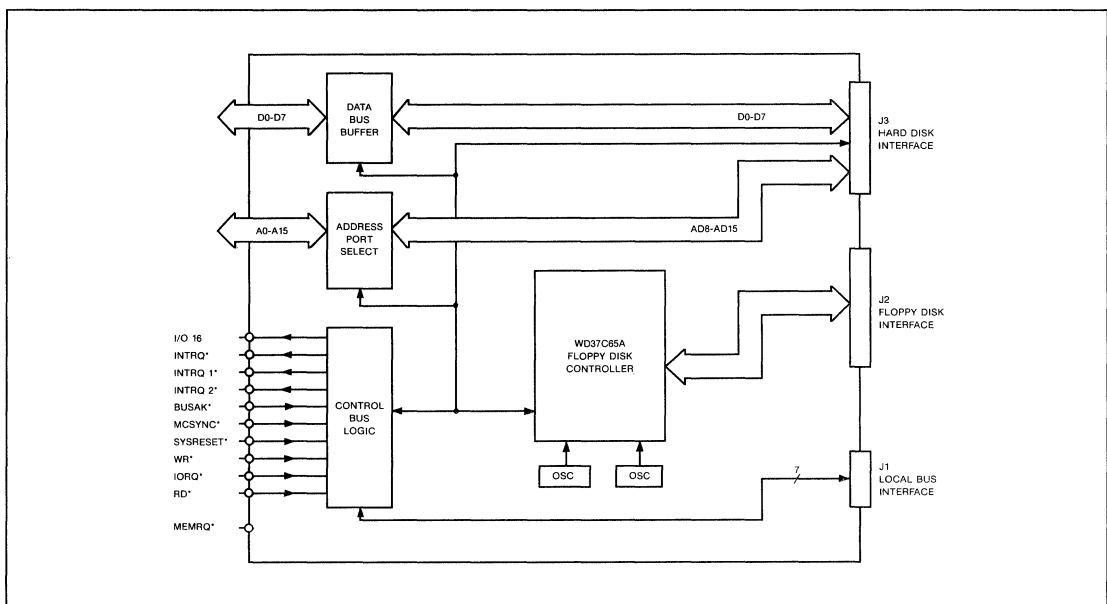 D0-D7
DATA
BUS
BUFFER
D0-D7
J3
HARD DISK
INTERFACE
A0-A15
ADDRESS
PORT
SELECT
AD8-AD15
J2
FLOPPY DISK
INTERFACE
WD37C65A
FLOPPY DISK
CONTROLLER
I/O 16
INTRQ*
INTRQ 1*
INTRQ 2*
BUSAK*
MCSYNC*
SYSRESET*
WR*
IORQ*
RD*
MEMRQ*
CONTROL
BUS
LOGIC
OSC
OSC
7
J1
LOCAL BUS
INTERFACE